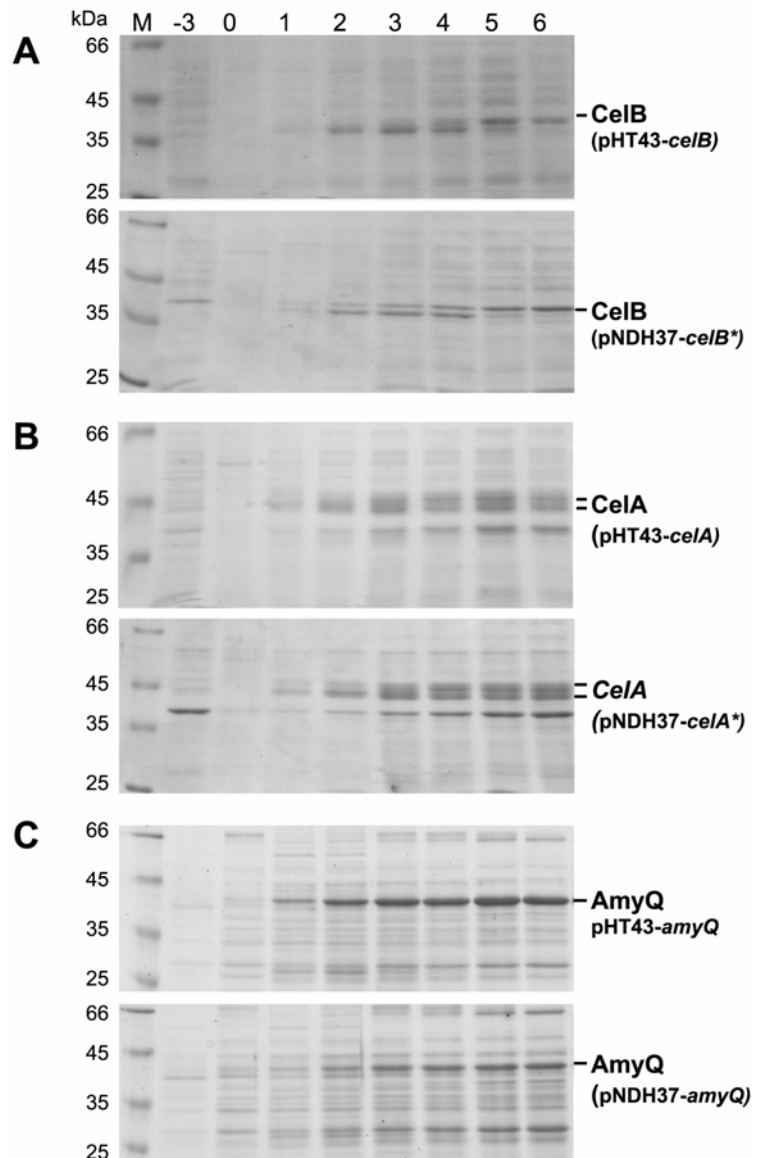 kDa M -3 0 1 2 3 4 5 6
A
66
45
35
25
CelB
(pHT43-celB)
66
45
35
25
CelB
(pNDH37-celB*)
B
66
45
35
25
CelA
(pHT43-celA)
66
45
35
25
CelA
(pNDH37-celA*)
C
66
45
35
25
AmyQ
pHT43-amyQ
66
45
35
25
AmyQ
(pNDH37-amyQ)